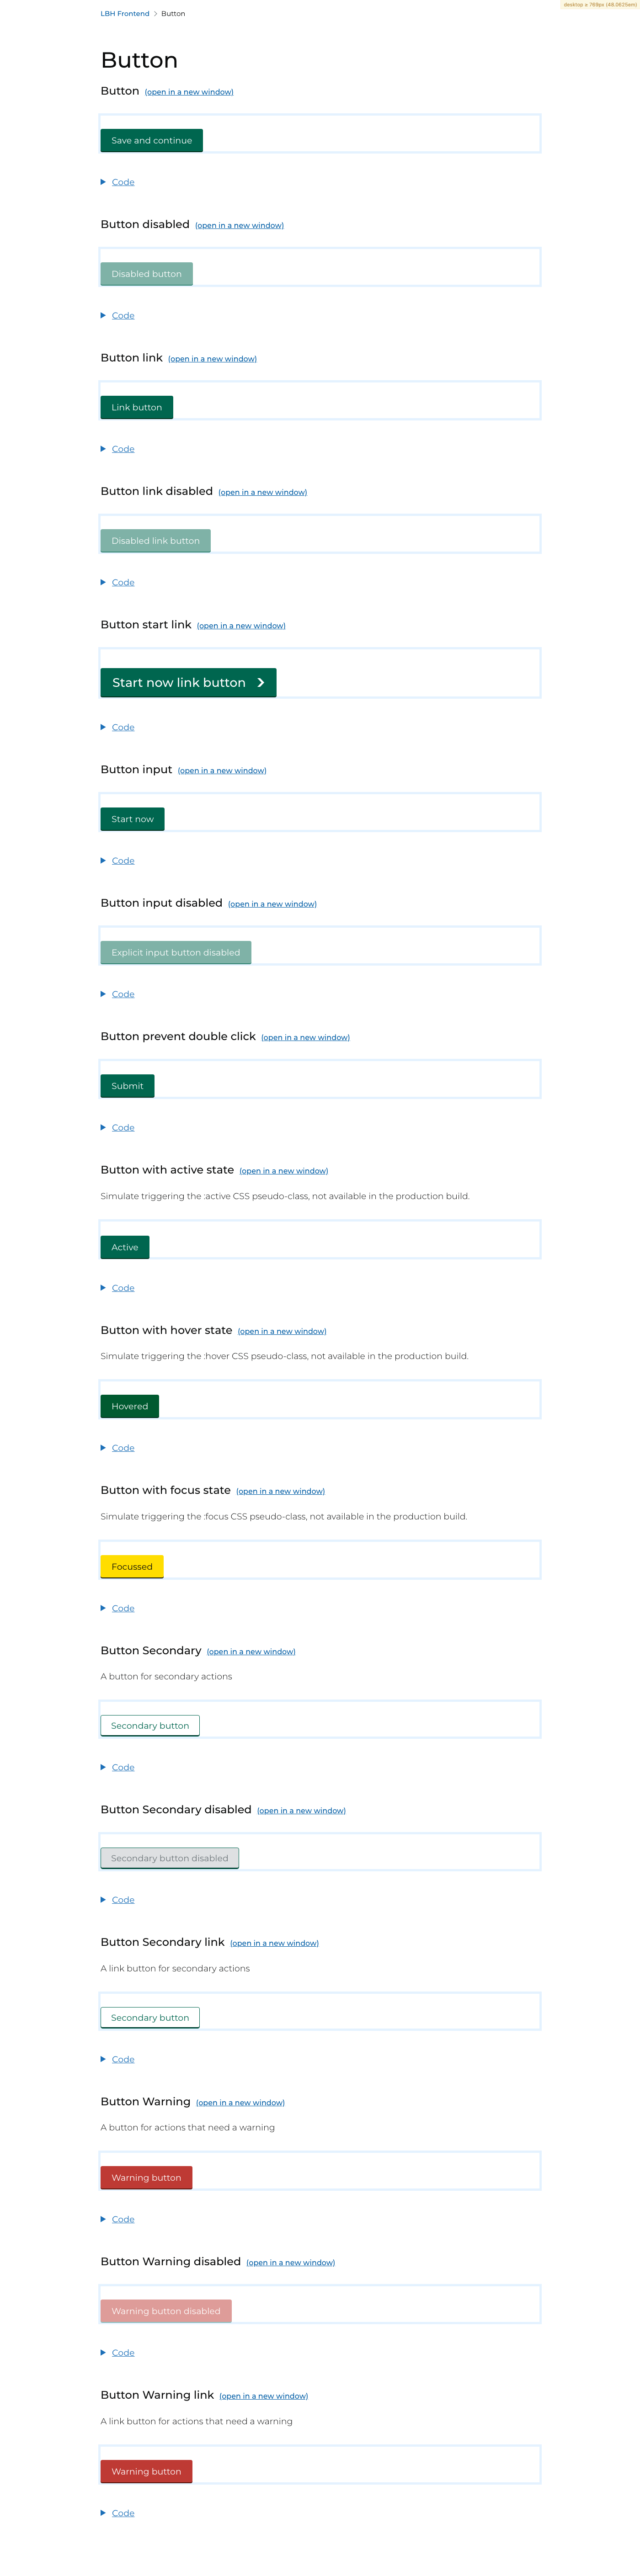 desktop ≥ 769px (48.0625em)
LBH Frontend > Button
Button
Button (open in a new window)
Save and continue
Code
Button disabled (open in a new window)
Disabled button
Code
Button link (open in a new window)
Link button
Code
Button link disabled (open in a new window)
Disabled link button
Code
Button start link (open in a new window)
Start now link button
Code
Button input (open in a new window)
Start now
Code
Button input disabled (open in a new window)
Explicit input button disabled
Code
Button prevent double click (open in a new window)
Submit
Code
Button with active state (open in a new window)
Simulate triggering the :active CSS pseudo-class, not available in the production build.
Active
Code
Button with hover state (open in a new window)
Simulate triggering the :hover CSS pseudo-class, not available in the production build.
Hovered
Code
Button with focus state (open in a new window)
Simulate triggering the :focus CSS pseudo-class, not available in the production build.
Focussed
Code
Button Secondary (open in a new window)
A button for secondary actions
Secondary button
Code
Button Secondary disabled (open in a new window)
Secondary button disabled
Code
Button Secondary link (open in a new window)
A link button for secondary actions
Secondary button
Code
Button Warning (open in a new window)
A button for actions that need a warning
Warning button
Code
Button Warning disabled (open in a new window)
Warning button disabled
Code
Button Warning link (open in a new window)
A link button for actions that need a warning
Warning button
Code